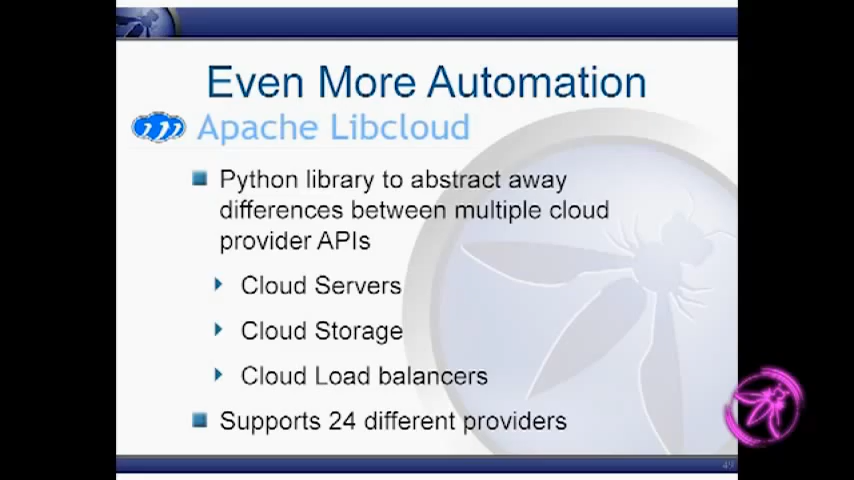 Even More Automation
Apache Libcloud
Python library to abstract away
differences between multiple cloud
provider APIs
Cloud Servers
Cloud Storage
Cloud Load balancers
Supports 24 different providers
49